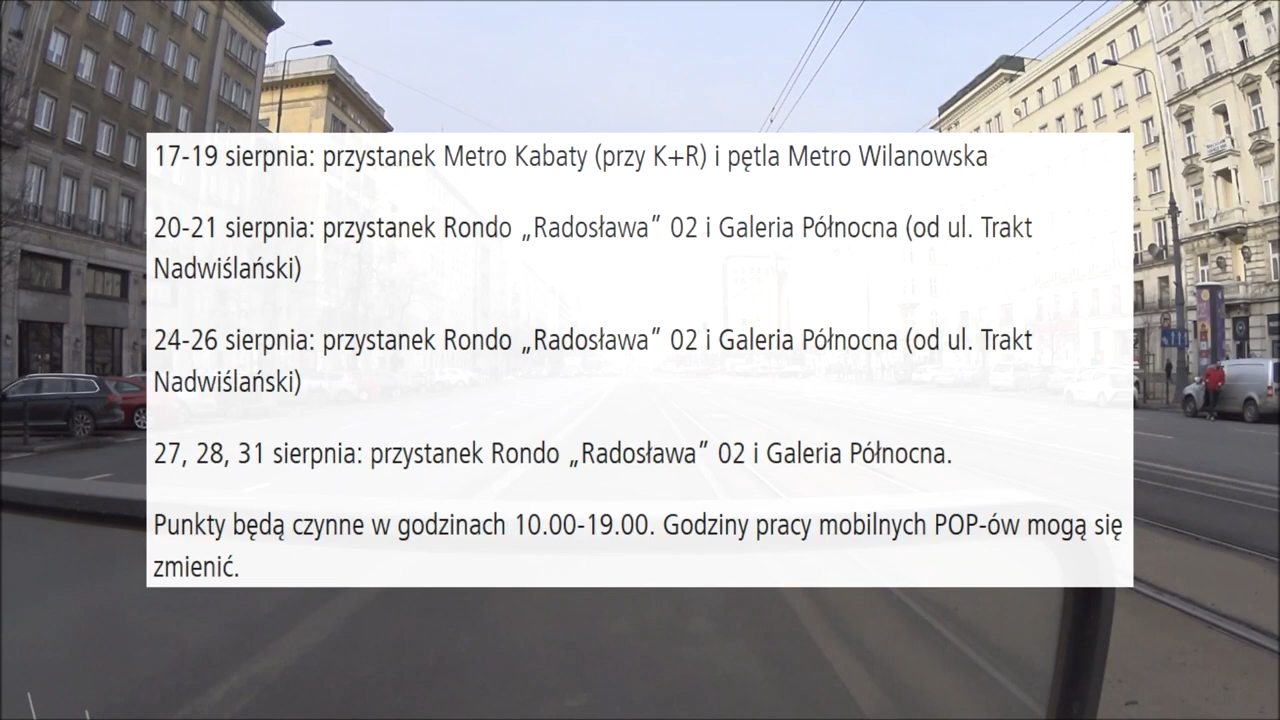 17-19 sierpnia: przystanek Metro Kabaty (przy K+R) i pętla Metro Wilanowska
20-21 sierpnia: przystanek Rondo „Radosława” 02 i Galeria Północna (od ul. Trakt
Nadwiślański)
24-26 sierpnia: przystanek Rondo „Radosława” 02 i Galeria Północna (od ul. Trakt
Nadwiślański)
27, 28, 31 sierpnia: przystanek Rondo „Radosława” 02 i Galeria Północna.
Punkty będą czynne w godzinach 10.00-19.00. Godziny pracy mobilnych POP-ów mogą się
zmienić.